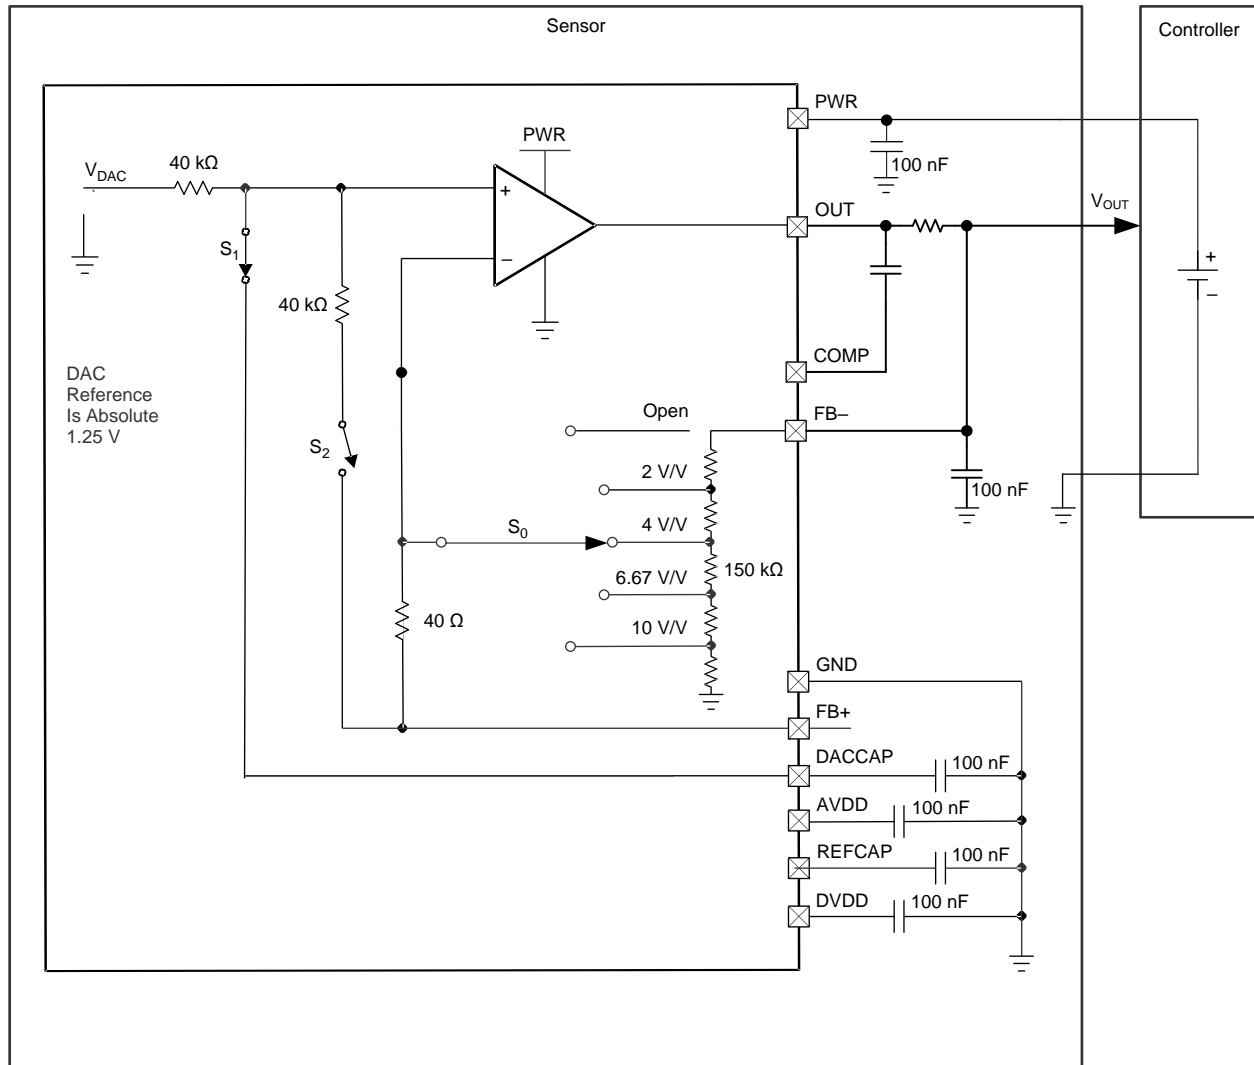 Sensor
Controller
PWR
PWR
40 kΩ
VDAC
100 nF
OUT
VOUT
+
+
S1
−
−
40 kΩ
COMP
DAC
Reference
Is Absolute
1.25 V
Open
FB−
S2
2 V/V
100 nF
S0
4 V/V
150 kΩ
6.67 V/V
40 Ω
10 V/V
GND
FB+
DACCAP
100 nF
AVDD
100 nF
REFCAP
100 nF
DVDD
100 nF